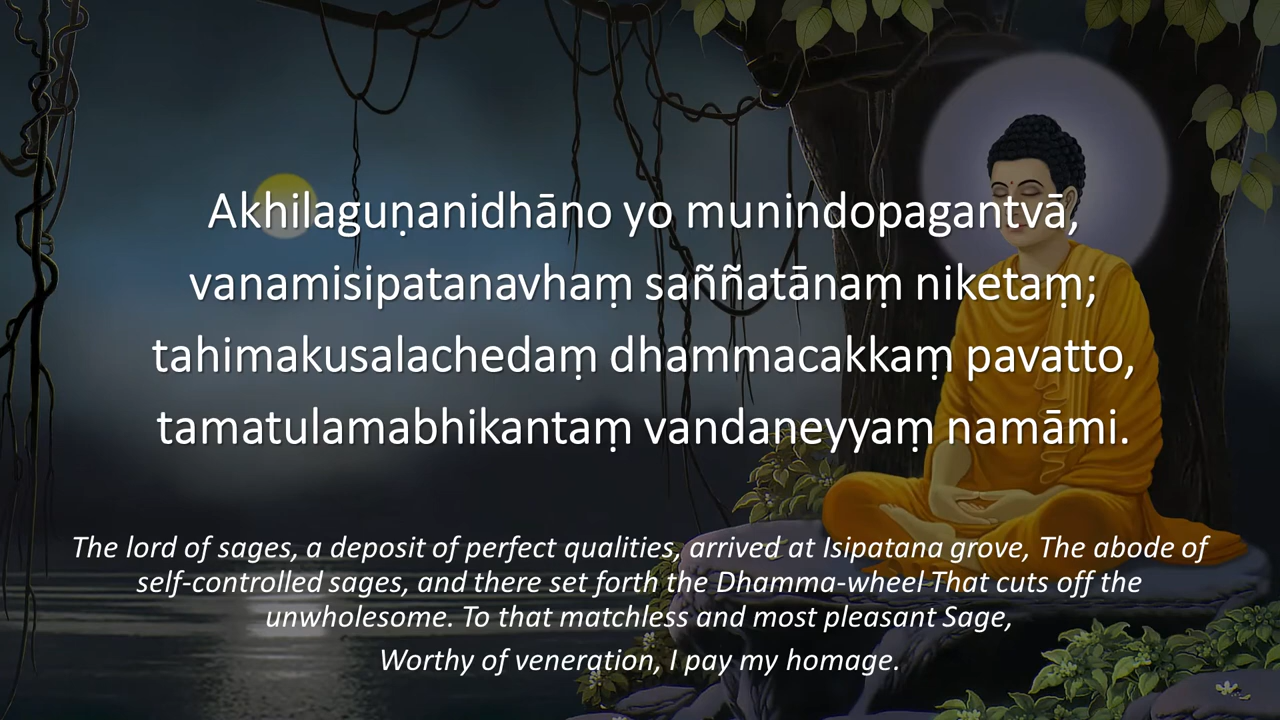 Akhilaguṇanidhāno yo munindopagantvā,
vanamisipatanavhaṃ saññatānaṃ niketaṃ;
tahimakusalachedaṃ dhammacakkaṃ pavatto,
tamatulamabhikantaṃ vandaneyyaṃ namāmi.
The lord of sages, a deposit of perfect qualities, arrived at Isipatana grove, The abode of
self-controlled sages, and there set forth the Dhamma-wheel That cuts off the
unwholesome. To that matchless and most pleasant Sage,
Worthy of veneration, I pay my homage.